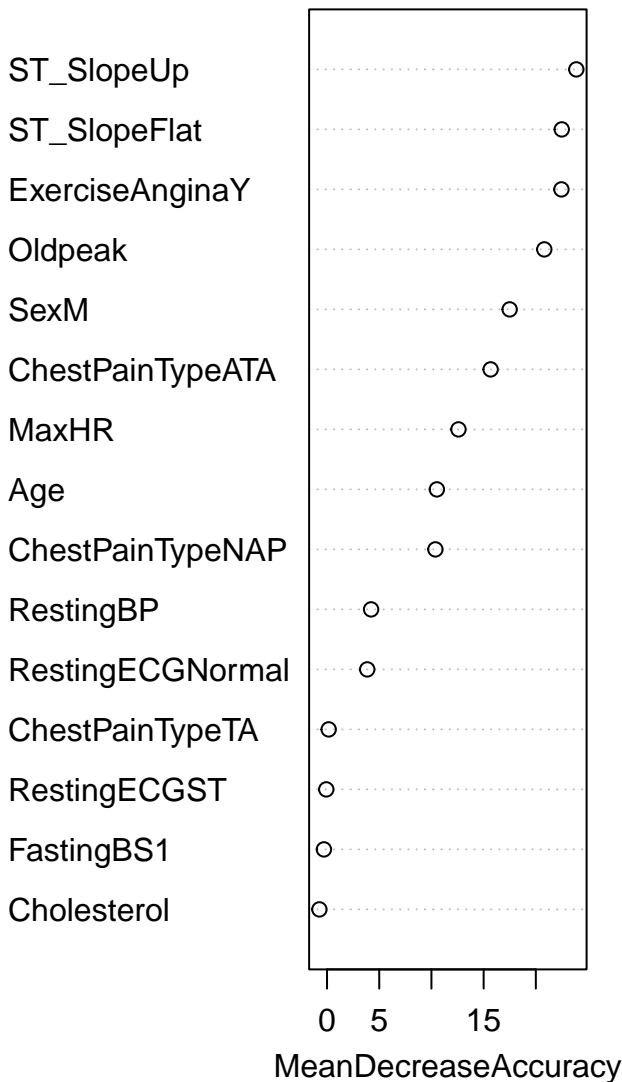 ST_SlopeUp
ST_SlopeFlat
ExerciseAnginaY
Oldpeak
SexM
ChestPainTypeATA
MaxHR
Age
ChestPainTypeNAP
RestingBP
RestingECGNormal
ChestPainTypeTA
RestingECGST
FastingBS1
Cholesterol
0 5 15
MeanDecreaseAccuracy